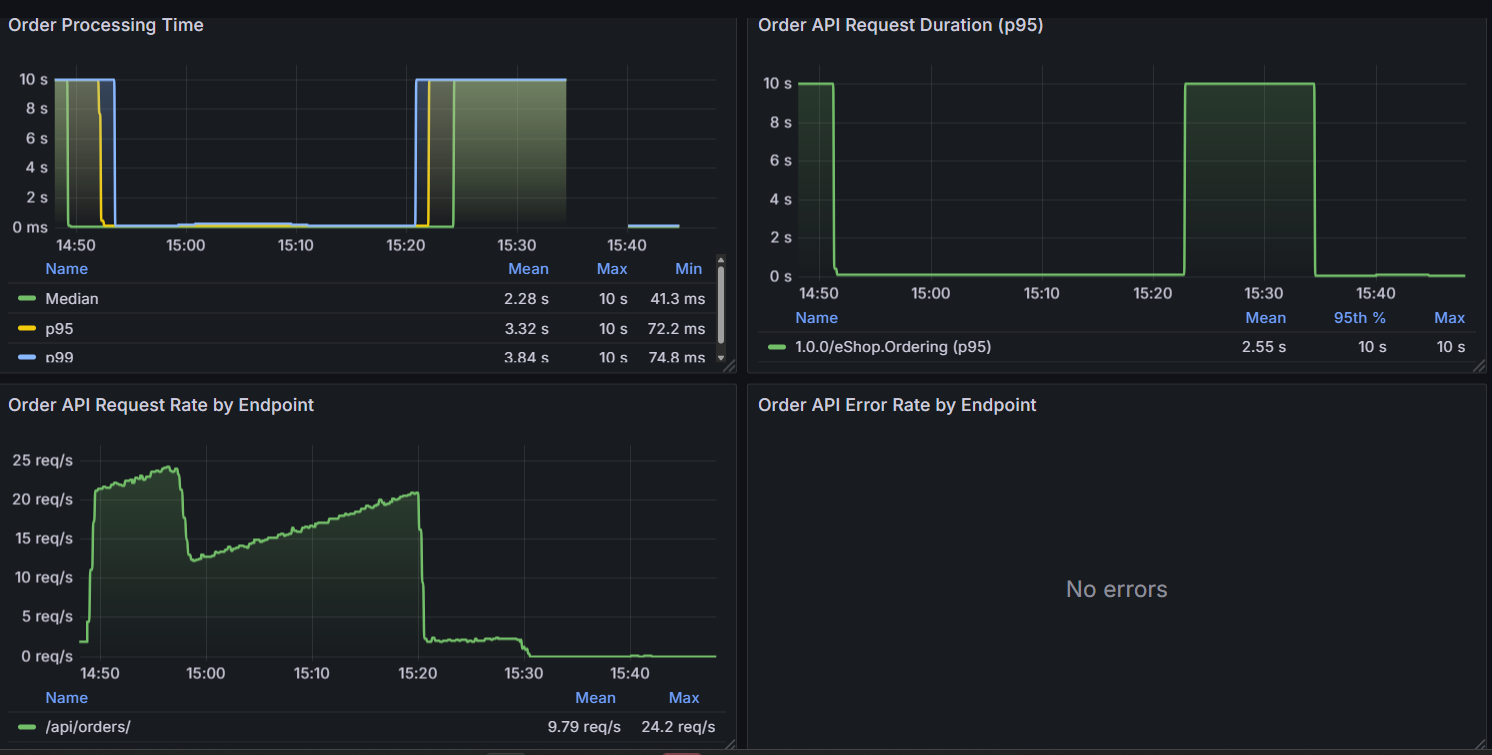 Order Processing Time
10 s
8 s
6 s
4 s
2 s
0 ms
14:50 15:00 15:10 15:20 15:30 15:40
Name Mean Max Min
Median 2.28 s 10 s 41.3 ms
p95 3.32 s 10 s 72.2 ms
p99 3.84 s 10 s 74.8 ms
Order API Request Duration (p95)
10 s
8 s
6 s
4 s
2 s
0 s
14:50 15:00 15:10 15:20 15:30 15:40
Name Mean 95th % Max
1.0.0/eShop.Ordering (p95) 2.55 s 10 s 10 s
Order API Request Rate by Endpoint
25 req/s
20 req/s
15 req/s
10 req/s
5 req/s
0 req/s
14:50 15:00 15:10 15:20 15:30 15:40
Name Mean Max
/api/orders/ 9.79 req/s 24.2 req/s
Order API Error Rate by Endpoint
No errors